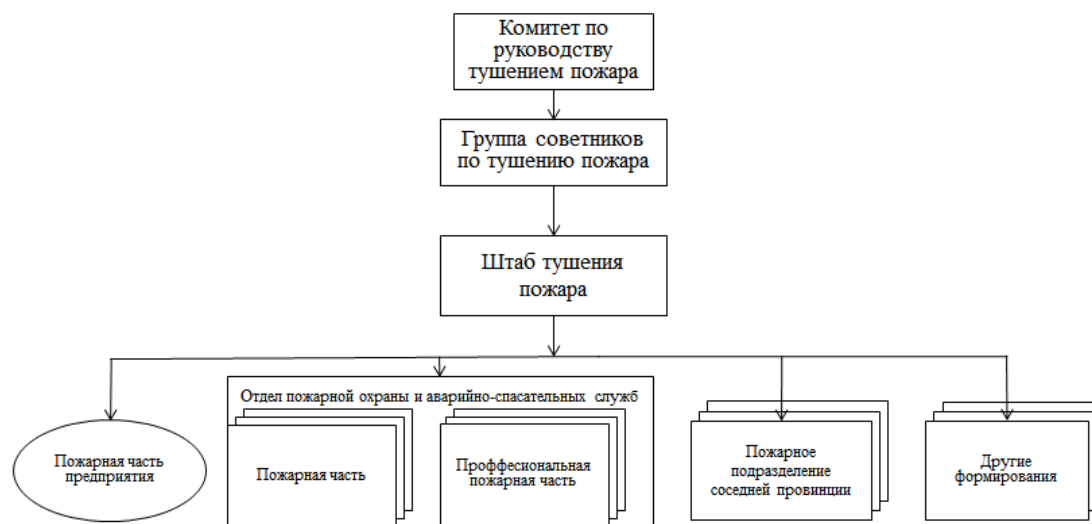 Комитет по
руководству
тушением пожара
Группа советников
по тушению пожара
Штаб тушения
пожара
Отдел пожарной охраны и аварийно-спасательных служб
Пожарная часть
предприятия
Пожарная часть
Проффесиональная
пожарная часть
Пожарное
подразделение
соседней провинции
Другие
формирования